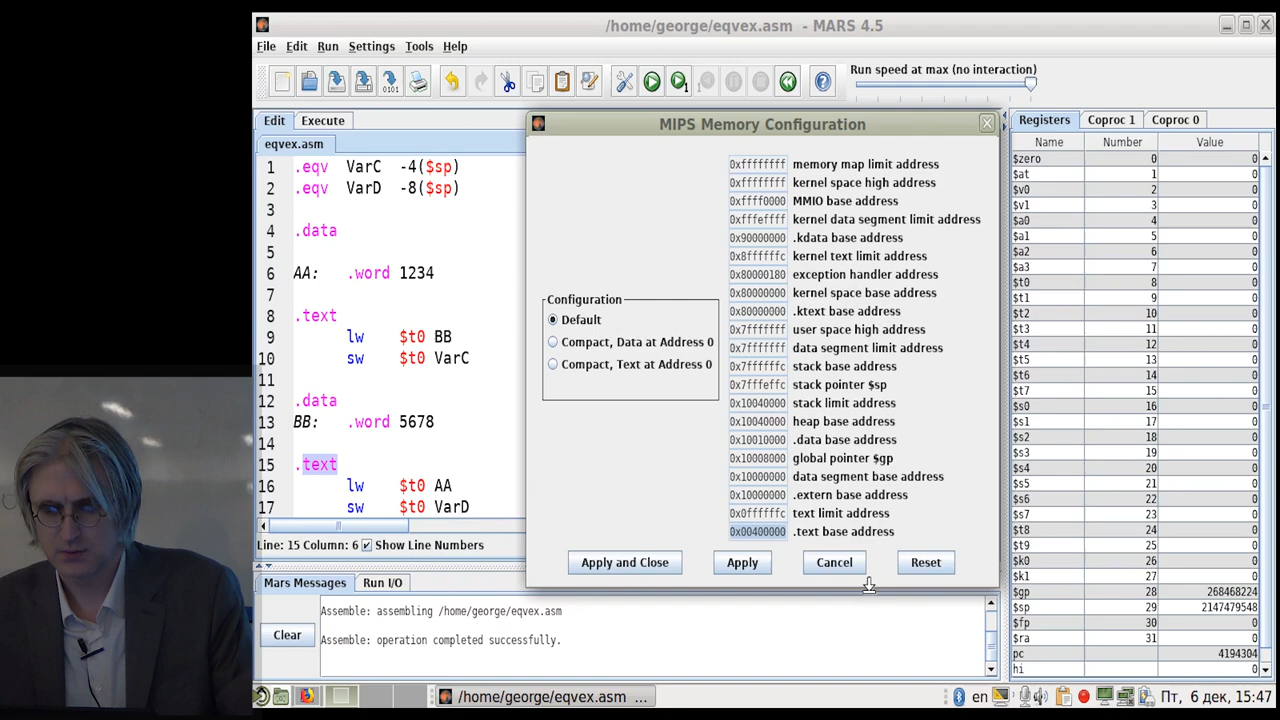 /home/george/eqvex.asm - MARS 4.5
File Edit Run Settings Tools Help
Run speed at max (no interaction)
Edit Execute
eqvex.asm
1 .eqv VarC -4($sp)
2 .eqv VarD -8($sp)
3
4 .data
5
6 AA: .word 1234
7
8 .text
9 lw $t0 BB
10 sw $t0 VarC
11
12 .data
13 BB: .word 5678
14
15 .text
16 lw $t0 AA
17 sw $t0 VarD
Line: 15 Column: 6 Show Line Numbers
MIPS Memory Configuration
Configuration
Default
Compact, Data at Address 0
Compact, Text at Address 0
0xffffffff memory map limit address
0xffffffff kernel space high address
0xffff0000 MMIO base address
0xfffeffff kernel data segment limit address
0x90000000 .kdata base address
0x8ffffffc kernel text limit address
0x80000180 exception handler address
0x80000000 kernel space base address
0x80000000 .ktext base address
0x7fffffff user space high address
0x7fffffff data segment limit address
0x7ffffffc stack base address
0x7fffeffc stack pointer $sp
0x10040000 stack limit address
0x10040000 heap base address
0x10010000 .data base address
0x10008000 global pointer $gp
0x10000000 data segment base address
0x10000000 .extern base address
0x0ffffffc text limit address
0x00400000 .text base address
Apply and Close Apply Cancel Reset
Registers Coproc 1 Coproc 0
Name Number Value
$zero 0 0
$at 1 0
$v0 2 0
$v1 3 0
$a0 4 0
$a1 5 0
$a2 6 0
$a3 7 0
$t0 8 0
$t1 9 0
$t2 10 0
$t3 11 0
$t4 12 0
$t5 13 0
$t6 14 0
$t7 15 0
$s0 16 0
$s1 17 0
$s2 18 0
$s3 19 0
$s4 20 0
$s5 21 0
$s6 22 0
$s7 23 0
$t8 24 0
$t9 25 0
$k0 26 0
$k1 27 0
$gp 28 268468224
$sp 29 2147479548
$fp 30 0
$ra 31 0
pc 4194304
hi 0
Mars Messages Run I/O
Clear
Assemble: assembling /home/george/eqvex.asm
Assemble: operation completed successfully.
/home/george/eqvex.asm ...
en Пт, 6 дек, 15:47